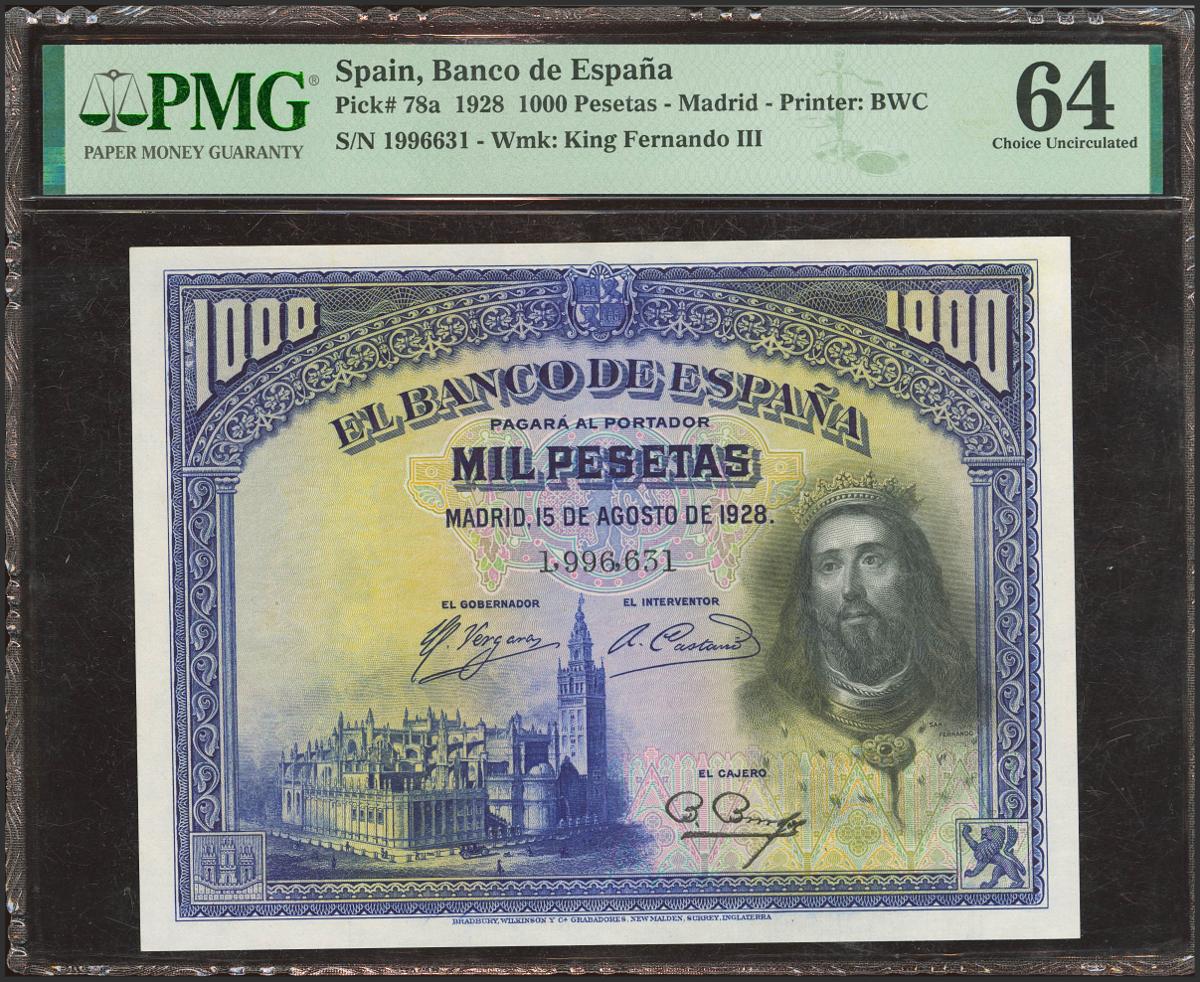 PMG®
PAPER MONEY GUARANTY
Spain, Banco de España
Pick# 78a 1928 1000 Pesetas - Madrid - Printer: BWC
S/N 1996631 - Wmk: King Fernando III
64
Choice Uncirculated
1000
1000
EL BANCO DE ESPAÑA
PAGARÁ AL PORTADOR
MIL PESETAS
MADRID, 15 DE AGOSTO DE 1928.
1,996,631
EL GOBERNADOR
EL INTERVENTOR
SAN
FERNANDO
EL CAJERO
BRADBURY, WILKINSON Y Cª GRABADORES, NEW MALDEN, SURREY, INGLATERRA